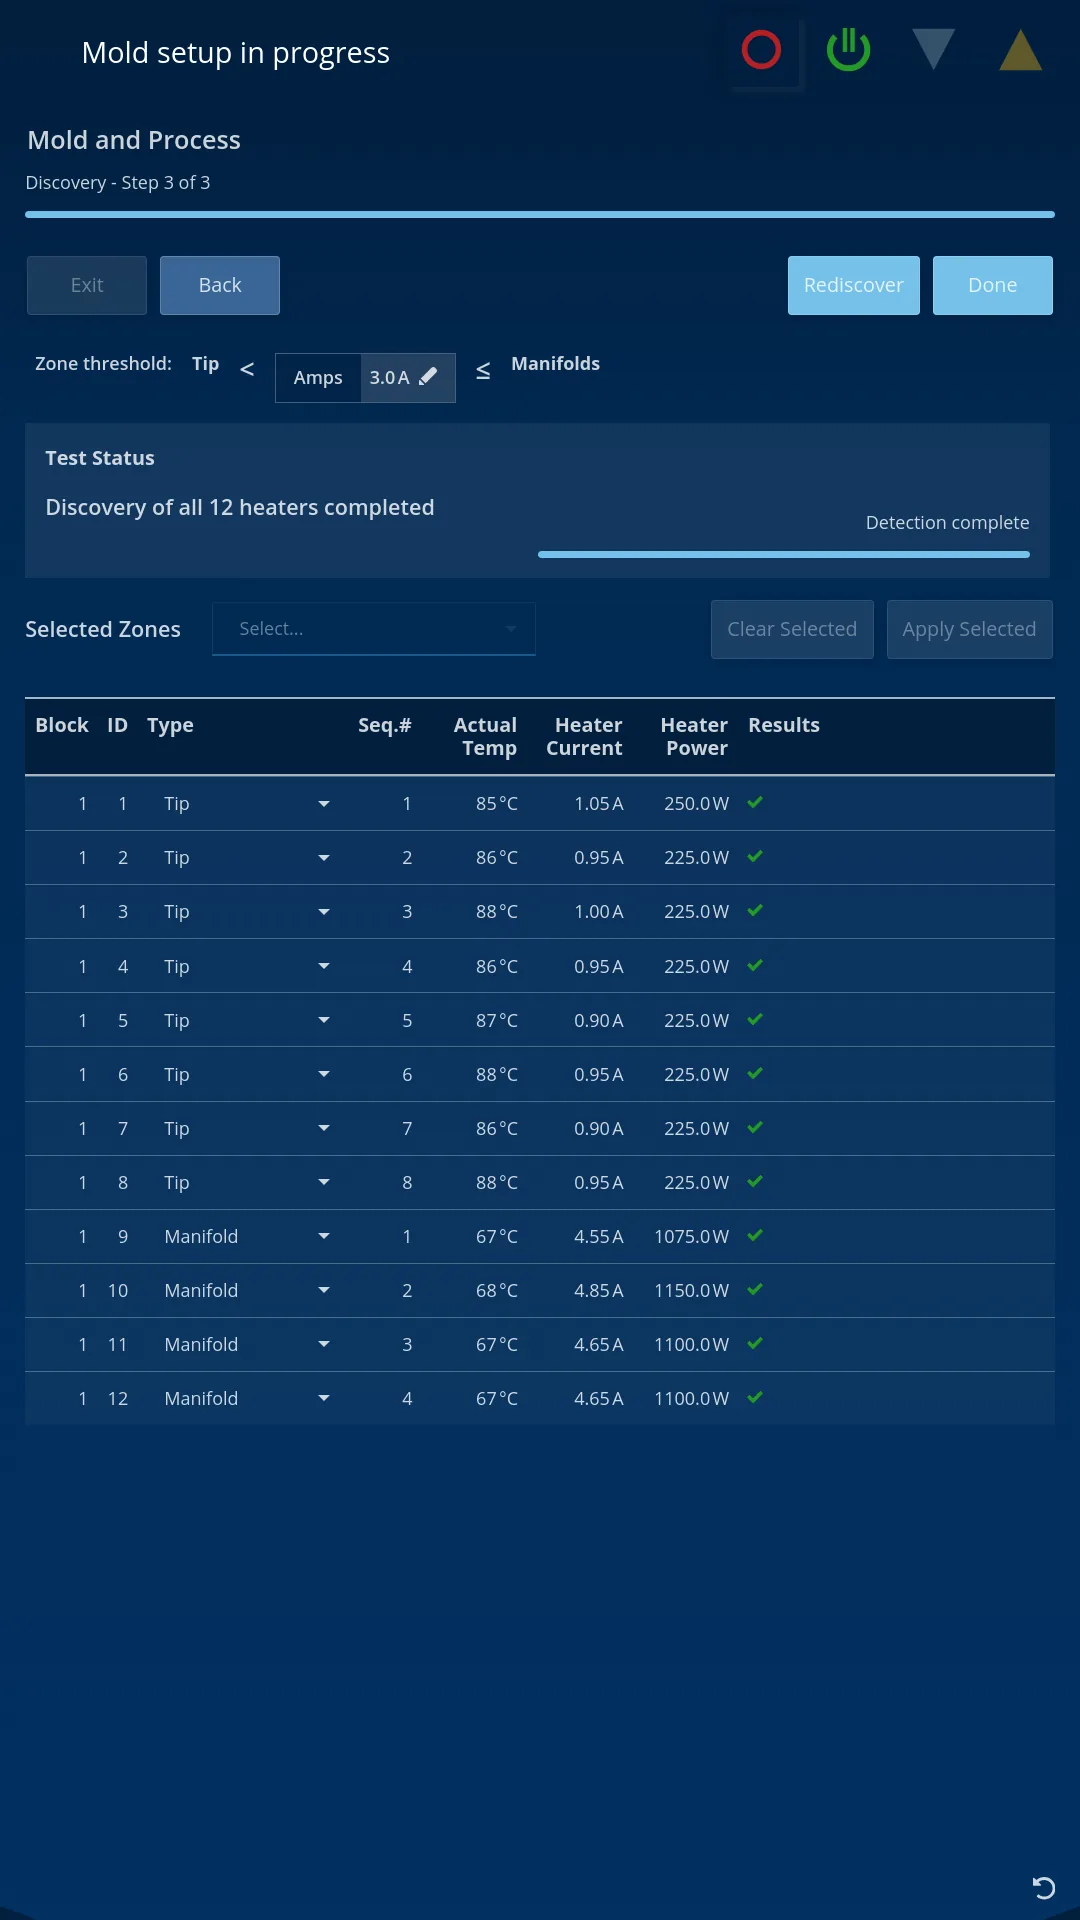 Mold setup in progress
Mold and Process
Discovery - Step 3 of 3
Exit Back Rediscover Done
Zone threshold: Tip < Amps 3.0 A ≤ Manifolds
Test Status
Discovery of all 12 heaters completed
Detection complete
Selected Zones Select... Clear Selected Apply Selected
Block ID Type Seq.# Actual Temp Heater Current Heater Power Results
1 1 Tip 1 85 °C 1.05 A 250.0 W
1 2 Tip 2 86 °C 0.95 A 225.0 W
1 3 Tip 3 88 °C 1.00 A 225.0 W
1 4 Tip 4 86 °C 0.95 A 225.0 W
1 5 Tip 5 87 °C 0.90 A 225.0 W
1 6 Tip 6 88 °C 0.95 A 225.0 W
1 7 Tip 7 86 °C 0.90 A 225.0 W
1 8 Tip 8 88 °C 0.95 A 225.0 W
1 9 Manifold 1 67 °C 4.55 A 1075.0 W
1 10 Manifold 2 68 °C 4.85 A 1150.0 W
1 11 Manifold 3 67 °C 4.65 A 1100.0 W
1 12 Manifold 4 67 °C 4.65 A 1100.0 W